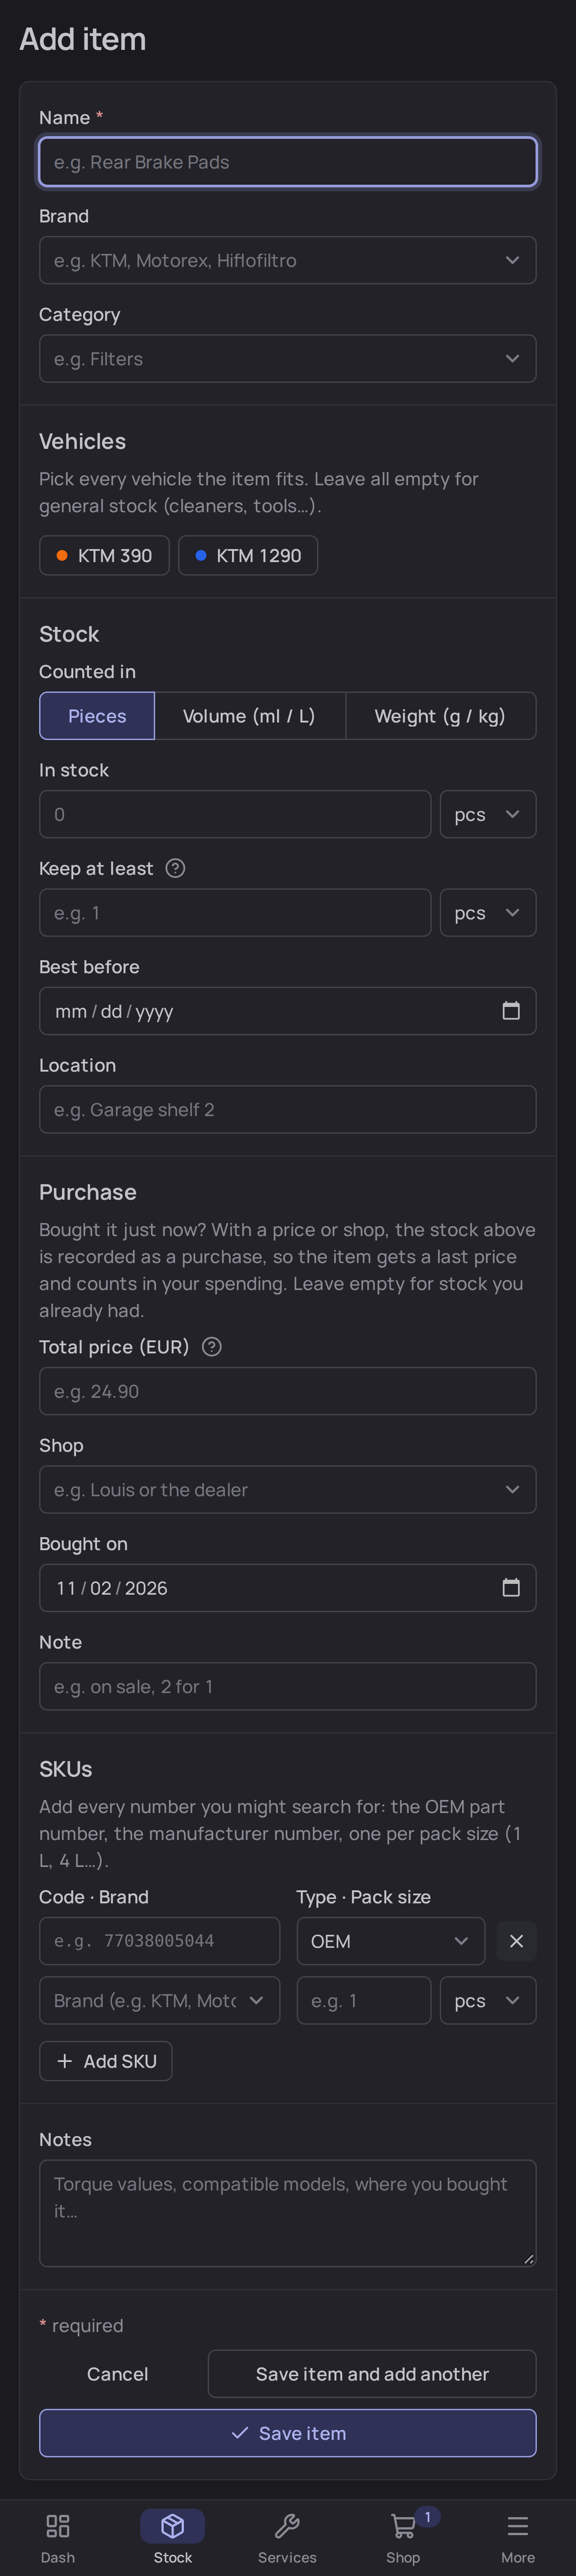 Add item
Name *
e.g. Rear Brake Pads
Brand
e.g. KTM, Motorex, Hiflofiltro
Category
e.g. Filters
Vehicles
Pick every vehicle the item fits. Leave all empty for
general stock (cleaners, tools…).
KTM 390
KTM 1290
Stock
Counted in
Pieces
Volume (ml / L)
Weight (g / kg)
In stock
0
pcs
Keep at least
e.g. 1
pcs
Best before
mm/dd/yyyy
Location
e.g. Garage shelf 2
Purchase
Bought it just now? With a price or shop, the stock above
is recorded as a purchase, so the item gets a last price
and counts in your spending. Leave empty for stock you
already had.
Total price (EUR)
e.g. 24.90
Shop
e.g. Louis or the dealer
Bought on
11/02/2026
Note
e.g. on sale, 2 for 1
SKUs
Add every number you might search for: the OEM part
number, the manufacturer number, one per pack size (1
L, 4 L…).
Code · Brand
Type · Pack size
e.g. 77038005044
OEM
Brand (e.g. KTM, Moto
e.g. 1
pcs
Add SKU
Notes
Torque values, compatible models, where you bought
it…
* required
Cancel
Save item and add another
Save item
1
Dash
Stock
Services
Shop
More